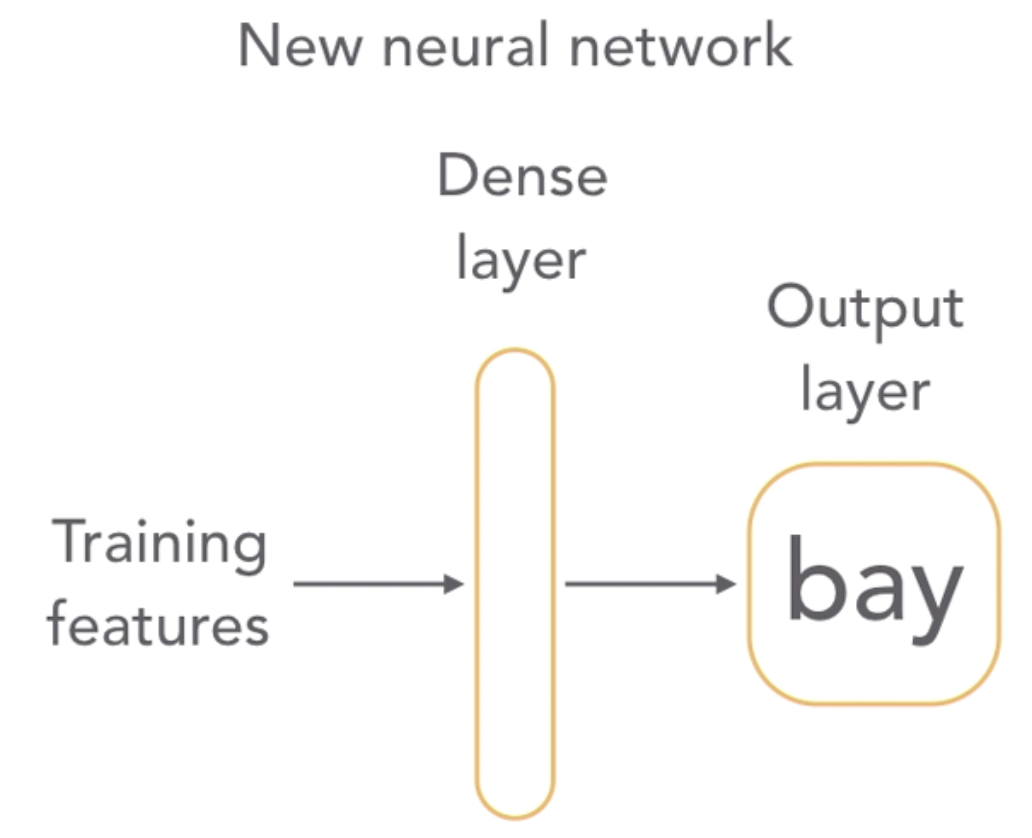 New neural network
Dense
layer
Output
layer
Training
features
bay